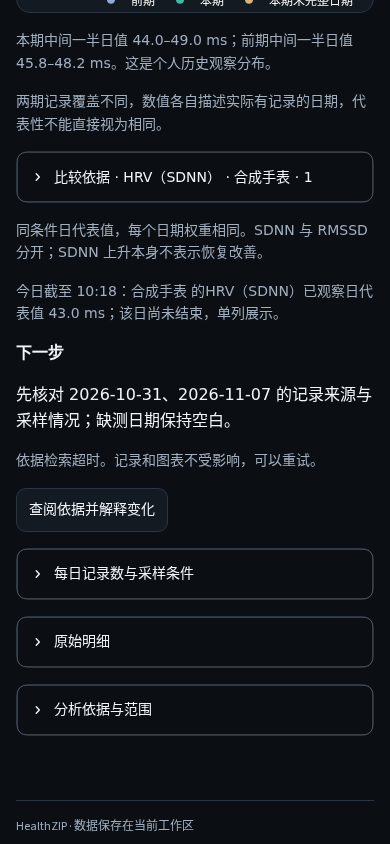 前期 本期 本期未完整日期
本期中间一半日值 44.0–49.0 ms；前期中间一半日值
45.8–48.2 ms。这是个人历史观察分布。
两期记录覆盖不同，数值各自描述实际有记录的日期，代
表性不能直接视为相同。
比较依据 · HRV（SDNN） · 合成手表 · 1
同条件日代表值，每个日期权重相同。SDNN 与 RMSSD
分开；SDNN 上升本身不表示恢复改善。
今日截至 10:18：合成手表 的HRV（SDNN）已观察日代
表值 43.0 ms；该日尚未结束，单列展示。
下一步
先核对 2026-10-31、2026-11-07 的记录来源与
采样情况；缺测日期保持空白。
依据检索超时。记录和图表不受影响，可以重试。
查阅依据并解释变化
每日记录数与采样条件
原始明细
分析依据与范围
HealthZIP · 数据保存在当前工作区